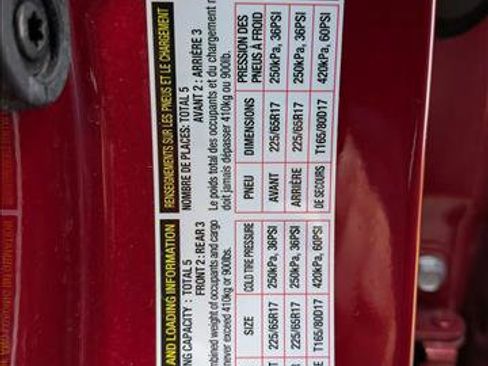 RENSEIGNEMENTS SUR LES PNEUS ET LE CHARGEMENT
NOMBRE DE PLACES: TOTAL 5
AVANT 2 : ARRIÈRE 3
Le poids total des occupants et du chargement
doit jamais dépasser 410kg ou 900lb.
PNEU DIMENSIONS PRESSION DES PNEUS À FROID
AVANT 225/65R17 250kPa, 36PSI
ARRIÈRE 225/65R17 250kPa, 36PSI
DE SECOURS T165/80D17 420kPa, 60PSI
AND LOADING INFORMATION
CAPACITY : TOTAL 5
FRONT 2 : REAR 3
weight of occupants and cargo
never exceed 410kg or 900lbs.
SIZE COLD TIRE PRESSURE
225/65R17 250kPa, 36PSI
225/65R17 250kPa, 36PSI
T165/80D17 420kPa, 60PSI